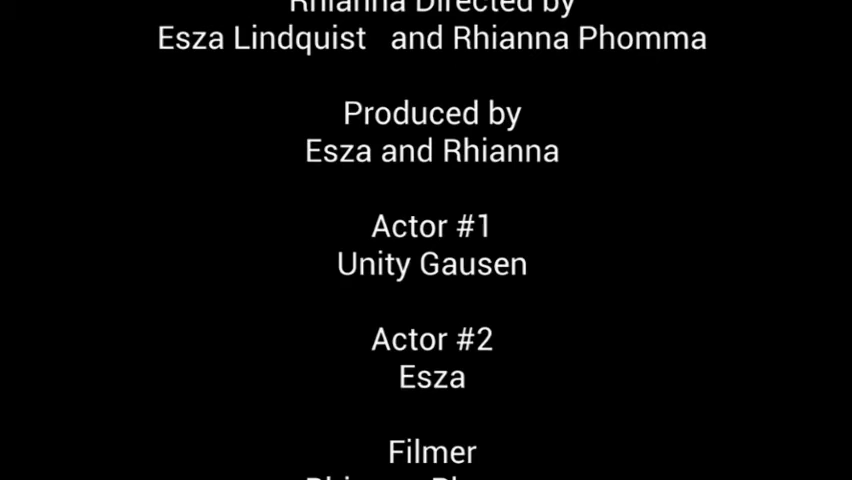 Rhianna Directed by
Esza Lindquist and Rhianna Phomma
Produced by
Esza and Rhianna
Actor #1
Unity Gausen
Actor #2
Esza
Filmer